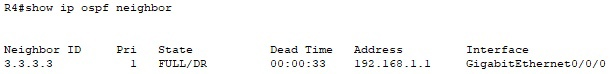 R4#show ip ospf neighbor
Neighbor ID Pri State Dead Time Address Interface
3.3.3.3 1 FULL/DR 00:00:33 192.168.1.1 GigabitEthernet0/0/0